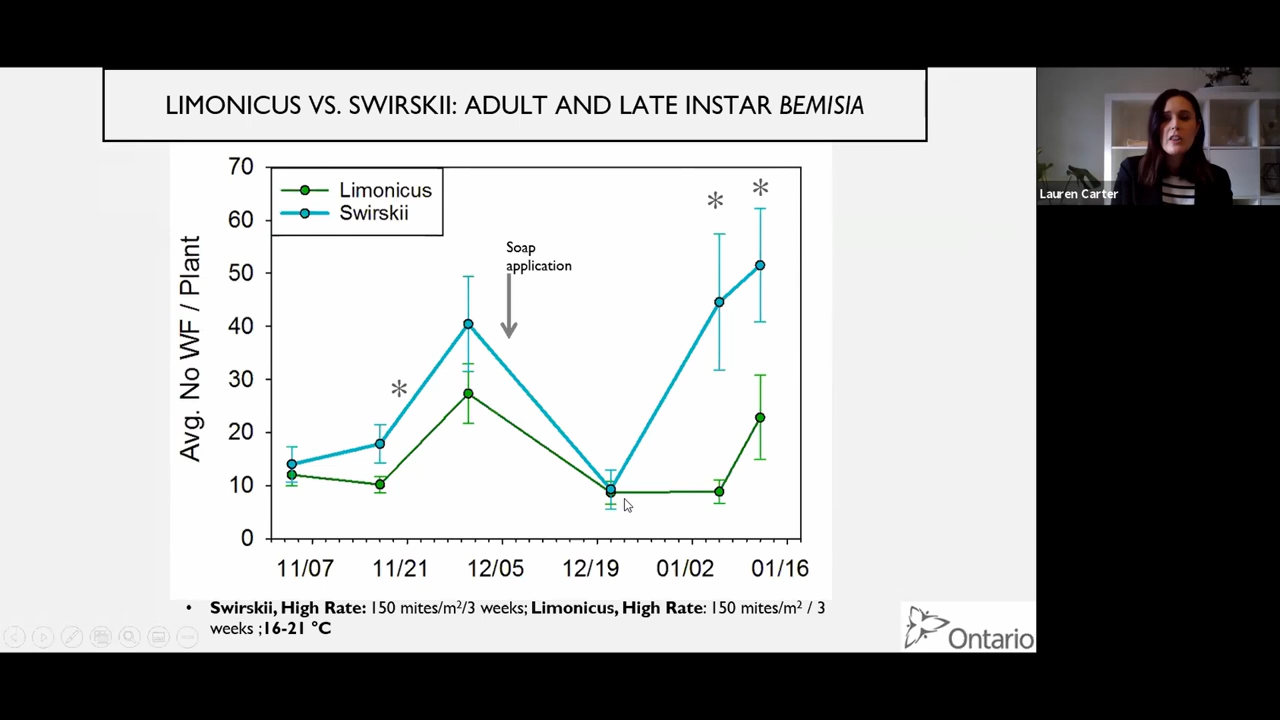 LIMONICUS VS. SWIRSKII: ADULT AND LATE INSTAR BEMISIA
Lauren Carter
70
60
50
40
30
20
10
0
Avg. No WF / Plant
Limonicus
Swirskii
*
Soap
application
*
*
11/07 11/21 12/05 12/19 01/02 01/16
• Swirskii, High Rate: 150 mites/m²/3 weeks; Limonicus, High Rate: 150 mites/m² / 3
weeks ;16-21 °C
Ontario